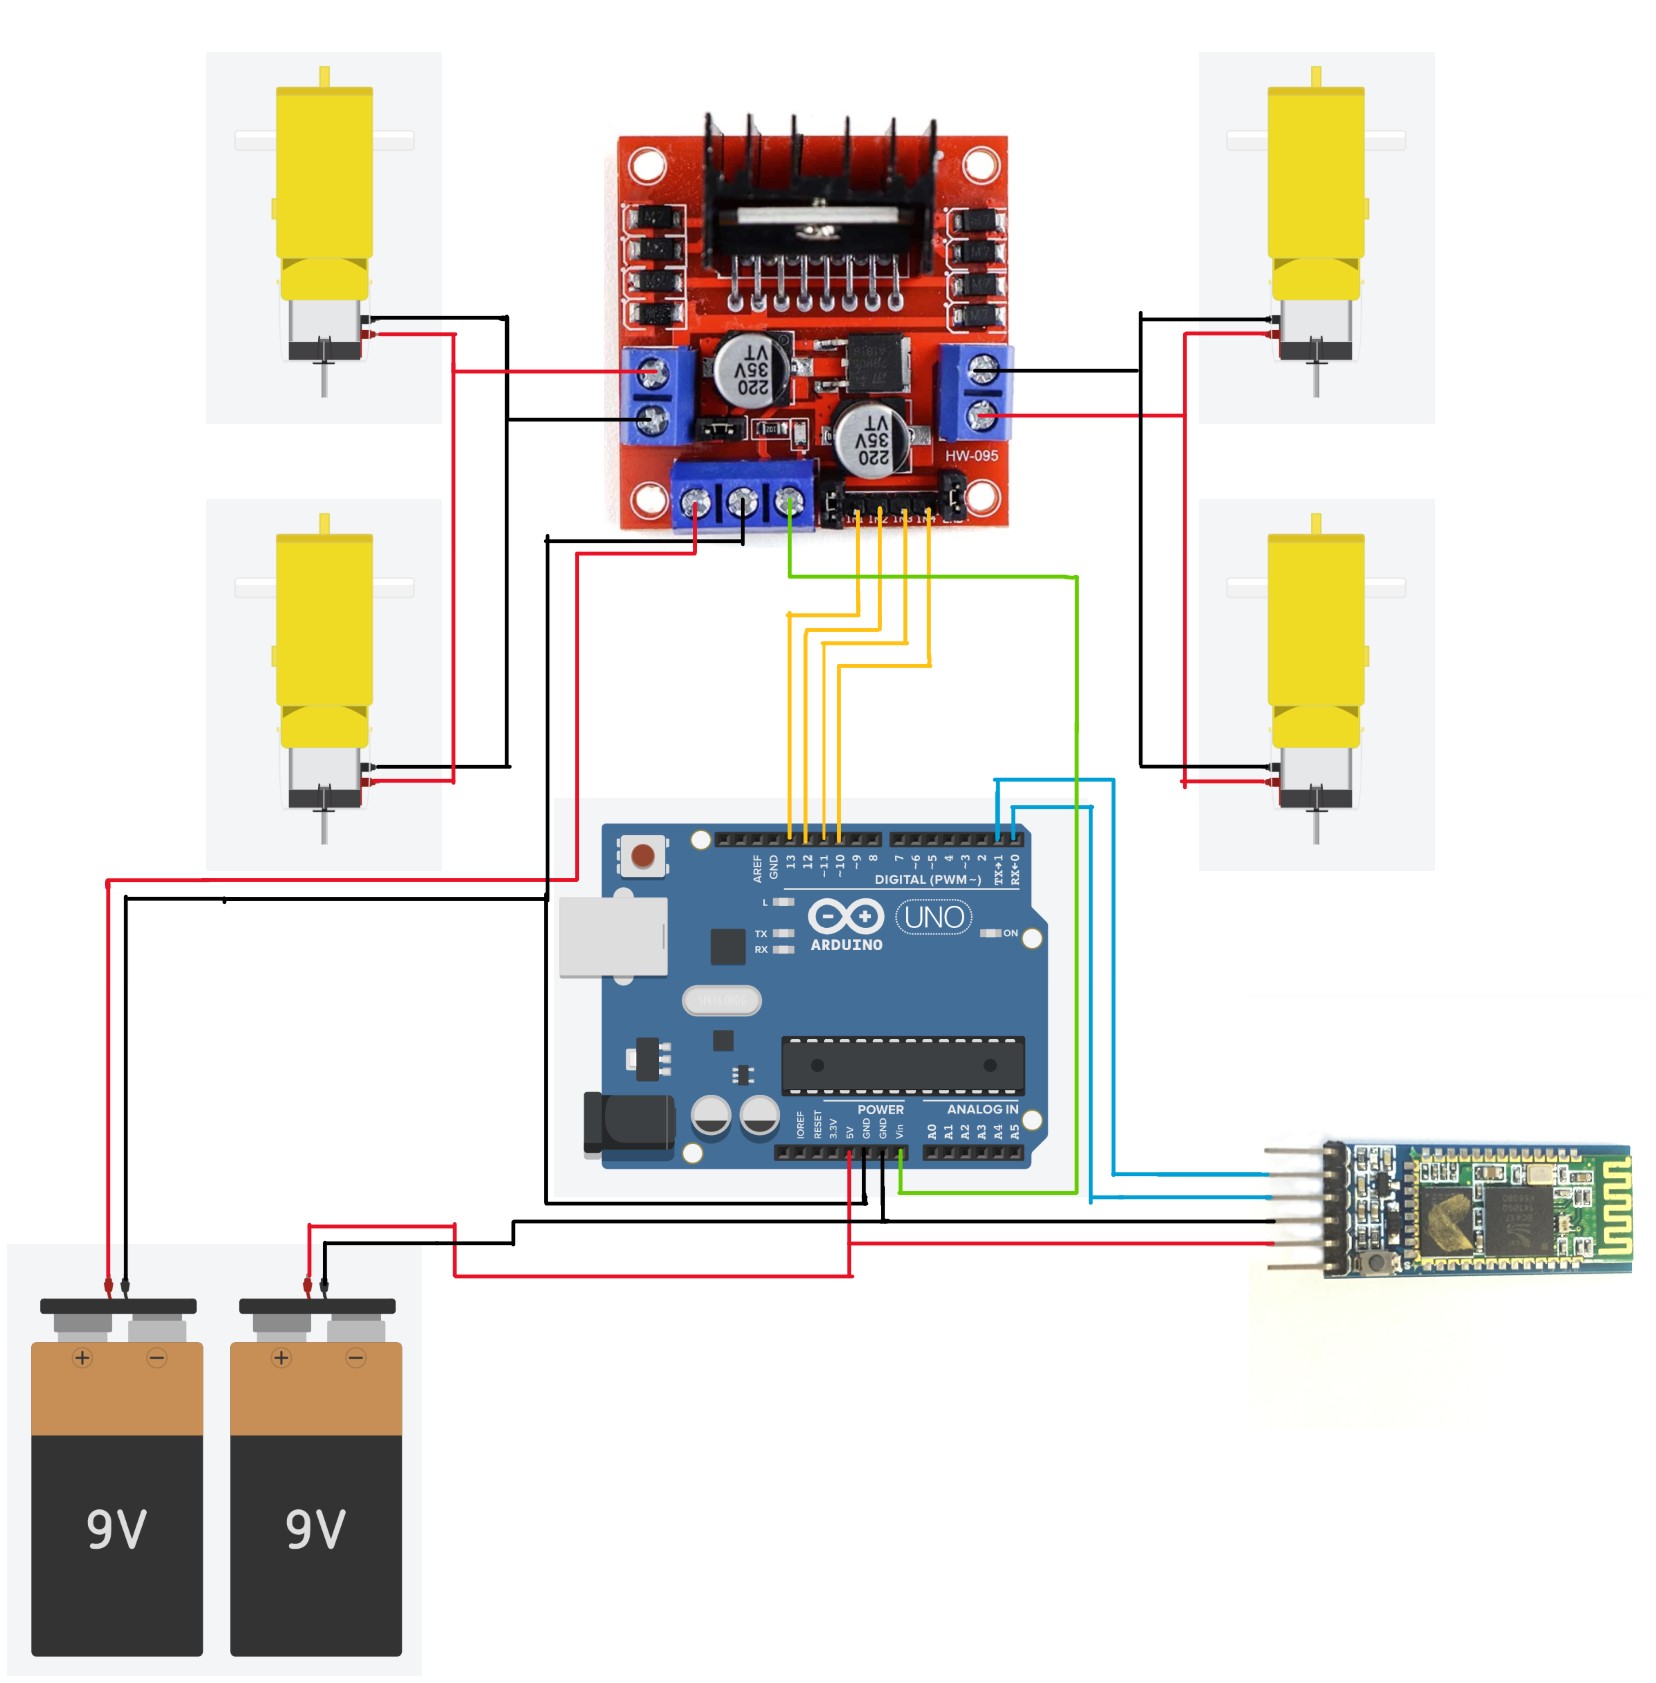 220
35V
VT
220
35V
VT
HW-095
IN1 IN2 IN3 IN4
AREF
GND
13
12
~11
~10
~9
8
7
~6
~5
4
~3
2
TX→1
RX←0
DIGITAL (PWM~)
L
TX
RX
UNO
ARDUINO
ON
POWER
ANALOG IN
IOREF
RESET
3.3V
5V
GND
GND
Vin
A0
A1
A2
A3
A4
A5
+ −
+ −
9V
9V